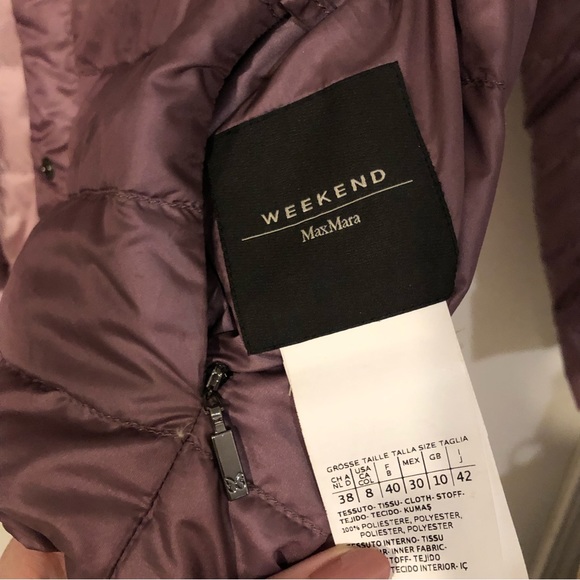 WEEKEND
MaxMara
GRÖSSE TAILLE TALLA SIZE TAGLIA
CH A NL D USA CA COL F B MEX GB I J
38 8 40 30 10 42
TESSUTO- TISSU- CLOTH- STOFF-
TEJIDO- TECIDO- KUMAŞ
100% POLIESTERE, POLYESTER,
POLIESTER, POLYESTER
TESSUTO INTERNO- TISSU
INNER FABRIC-
STOFF- TEJIDO
TECIDO INTERIOR- IÇ